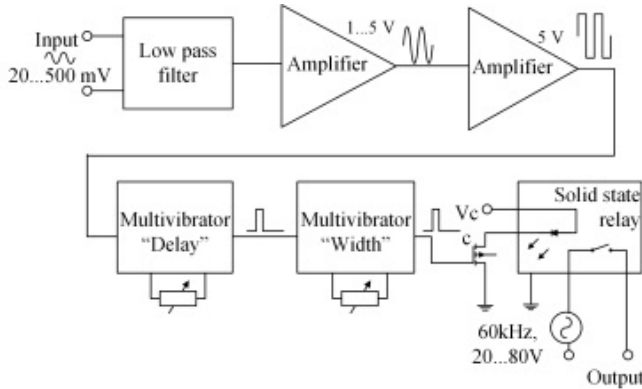 Input
20...500 mV
Low pass
filter
Amplifier
1...5 V
Amplifier
5 V
Multivibrator
“Delay”
Multivibrator
“Width”
Vc
c
Solid state
relay
60kHz,
20...80V
Output